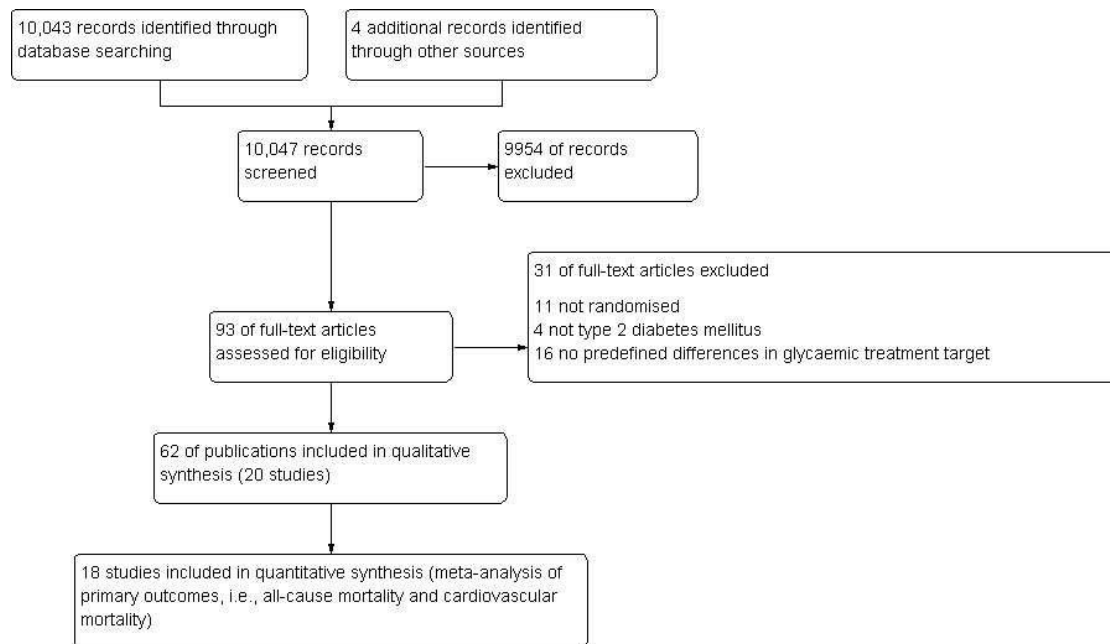 10,043 records identified through
database searching
4 additional records identified
through other sources
10,047 records
screened
9954 of records
excluded
31 of full-text articles excluded
11 not randomised
4 not type 2 diabetes mellitus
16 no predefined differences in glycaemic treatment target
93 of full-text articles
assessed for eligibility
62 of publications included in qualitative
synthesis (20 studies)
18 studies included in quantitative synthesis (meta-analysis of
primary outcomes, i.e., all-cause mortality and cardiovascular
mortality)